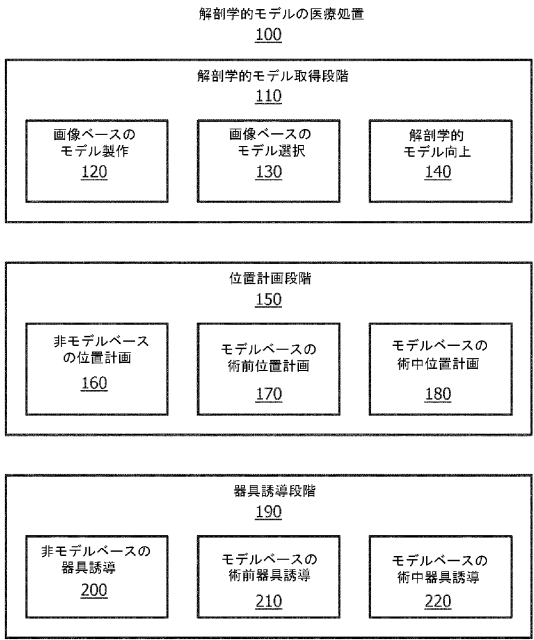 解剖学的モデルの医療処置
100
解剖学的モデル取得段階
110
画像ベースの
モデル製作
120
画像ベースの
モデル選択
130
解剖学的
モデル向上
140
位置計画段階
150
非モデルベース
の位置計画
160
モデルベースの
術前位置計画
170
モデルベースの
術中位置計画
180
器具誘導段階
190
非モデルベースの
器具誘導
200
モデルベースの
術前器具誘導
210
モデルベースの
術中器具誘導
220